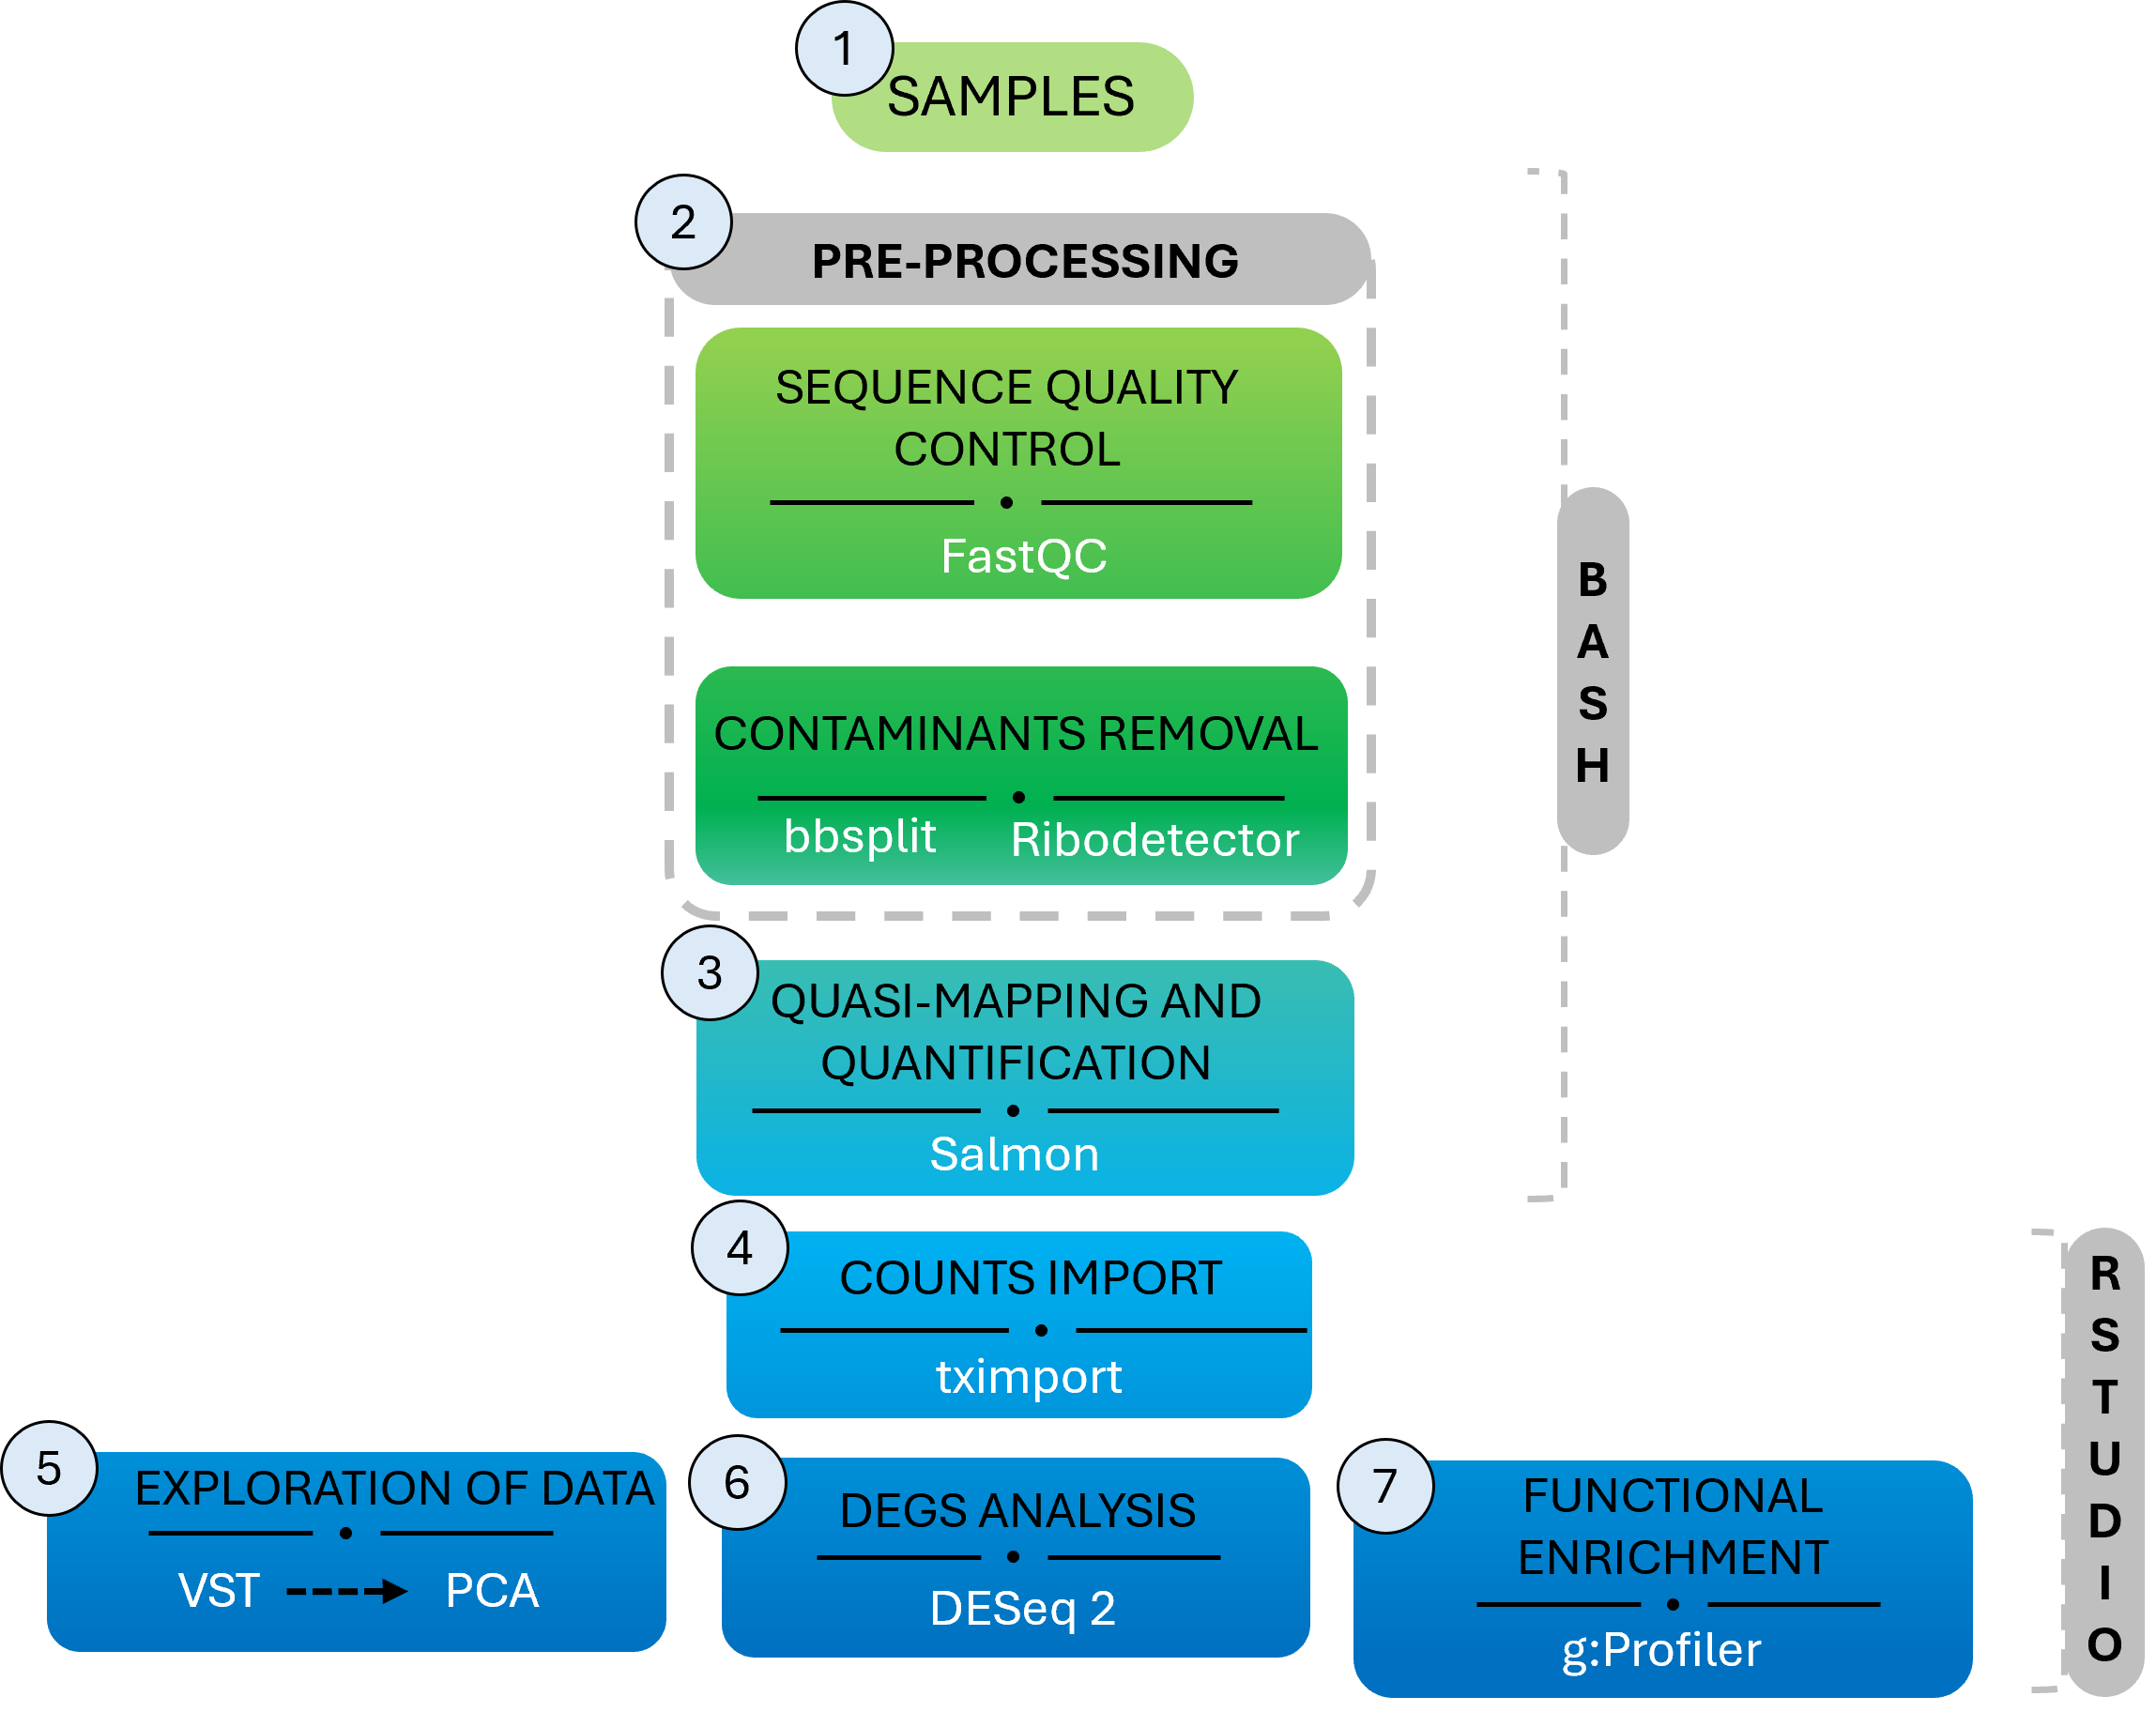 1
SAMPLES
2
PRE-PROCESSING
SEQUENCE QUALITY
CONTROL
FastQC
CONTAMINANTS REMOVAL
bbsplit Ribodetector
3
QUASI-MAPPING AND
QUANTIFICATION
Salmon
BASH
4
COUNTS IMPORT
tximport
5
EXPLORATION OF DATA
VST PCA
6
DEGS ANALYSIS
DESeq 2
7
FUNCTIONAL
ENRICHMENT
g:Profiler
RSTUDIO